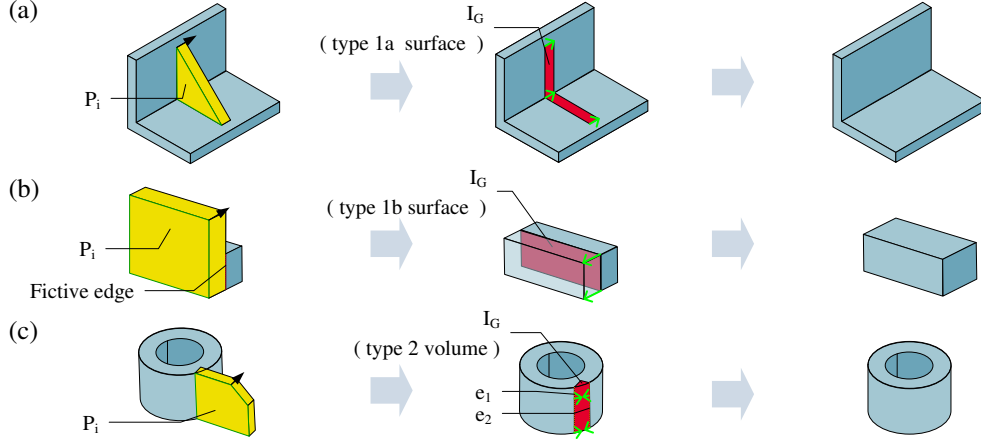 (a)
I_G
( type 1a surface )
P_i
(b)
I_G
( type 1b surface )
P_i
Fictive edge
(c)
I_G
( type 2 volume )
e_1
e_2
P_i